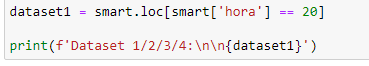 dataset1 = smart.loc[smart['hora'] == 20]
print(f'Dataset 1/2/3/4:\n\n{dataset1}')